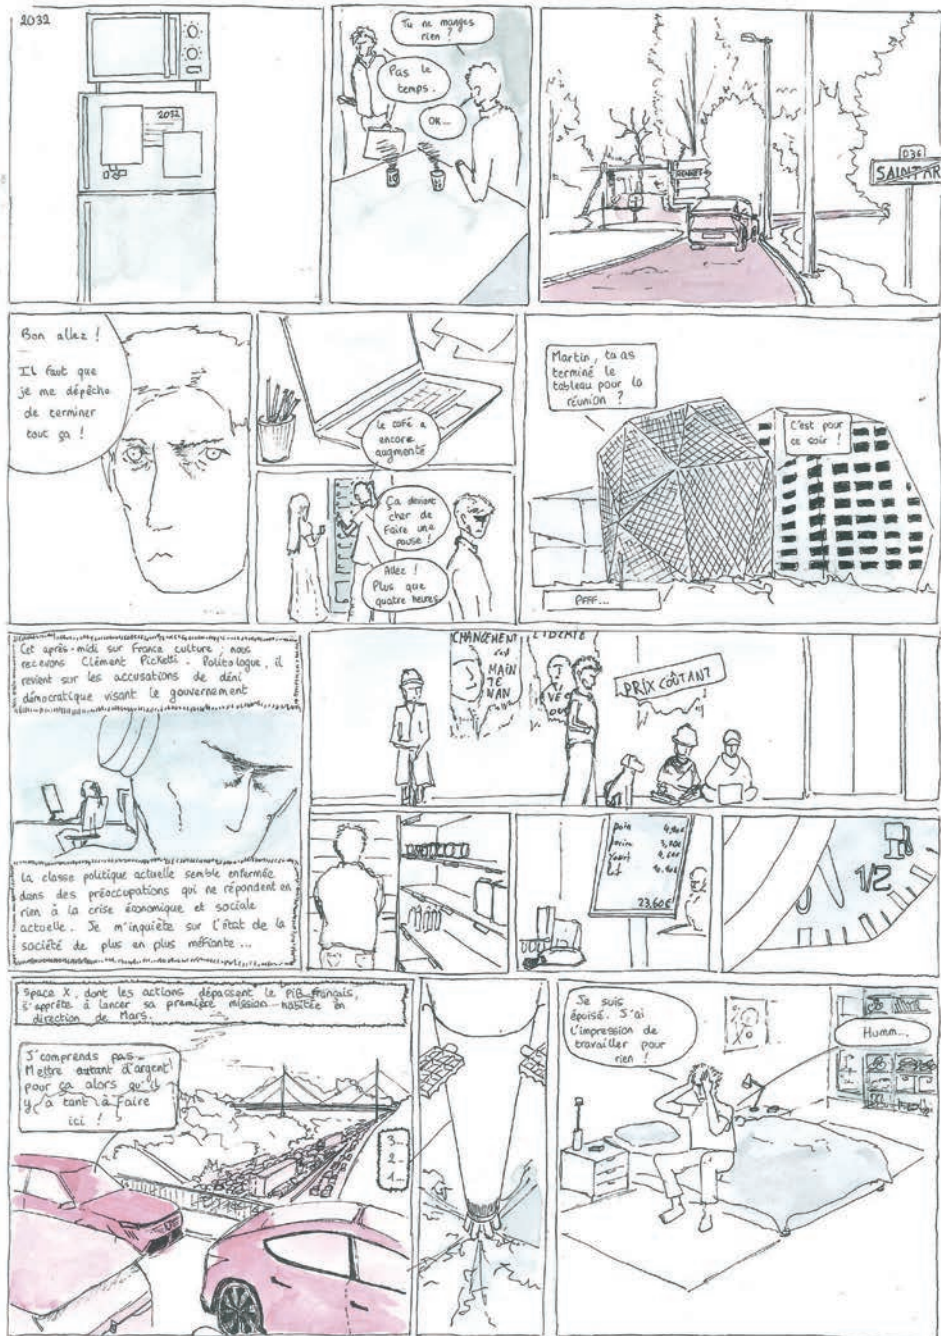 2032
2032
Tu ne manges
rien ?
Pas le
temps.
OK...
RENNES
D36
SAINT AR
Bon allez !
Il faut que
je me dépêche
de terminer
tout ça !
le café a
encore
augmenté
Ça devient
cher de
faire une
pause !
Allez !
Plus que
quatre heures
Martin, tu as
terminé le
tableau pour la
réunion ?
C'est pour
ce soir !
Pfff...
Cet après-midi sur France culture, nous
recevons Clément Picketti. Politologue, il
revient sur les accusations de déni
démocratique visant le gouvernement
La classe politique actuelle semble enfermée
dans des préoccupations qui ne répondent en
rien à la crise économique et sociale
actuelle. Je m'inquiète sur l'état de la
société de plus en plus méfiante...
CHANGEMENT
c'est
MAIN
TE
NAN
LIBERTÉ
PRIX COÛTANT
pain
23,60€
1/2
Space X, dont les actions dépassent le PIB français,
s'apprête à lancer sa première mission habitée en
direction de Mars.
J'comprends pas...
Mettre autant d'argent
pour ça alors qu'il
y a tant à faire
ici !
3...
2...
1...
Je suis
épuisé. J'ai
l'impression de
travailler pour
rien !
Humm...